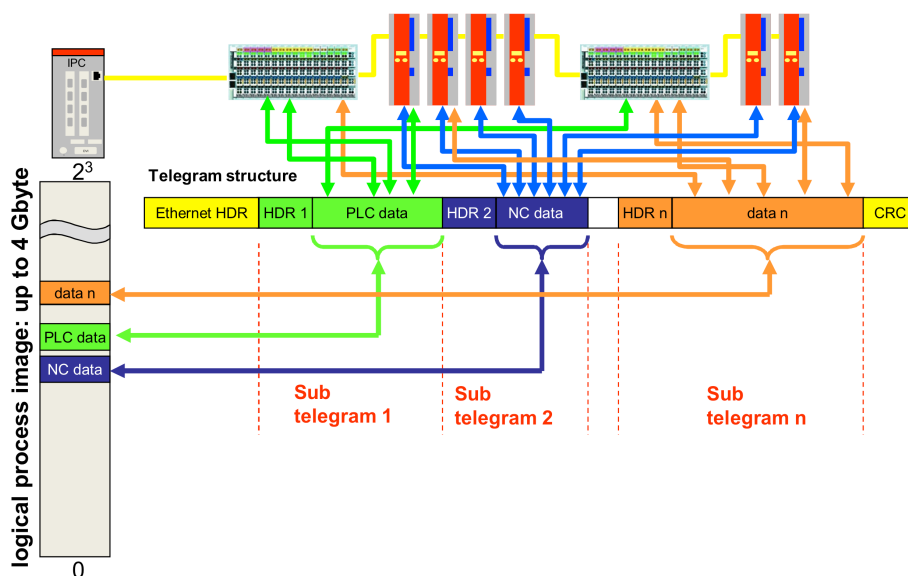 IPC
2³
Telegram structure
Ethernet HDR HDR 1 PLC data HDR 2 NC data HDR n data n CRC
logical process image: up to 4 Gbyte
data n
PLC data
NC data
Sub
telegram 1
Sub
telegram 2
Sub
telegram n
0